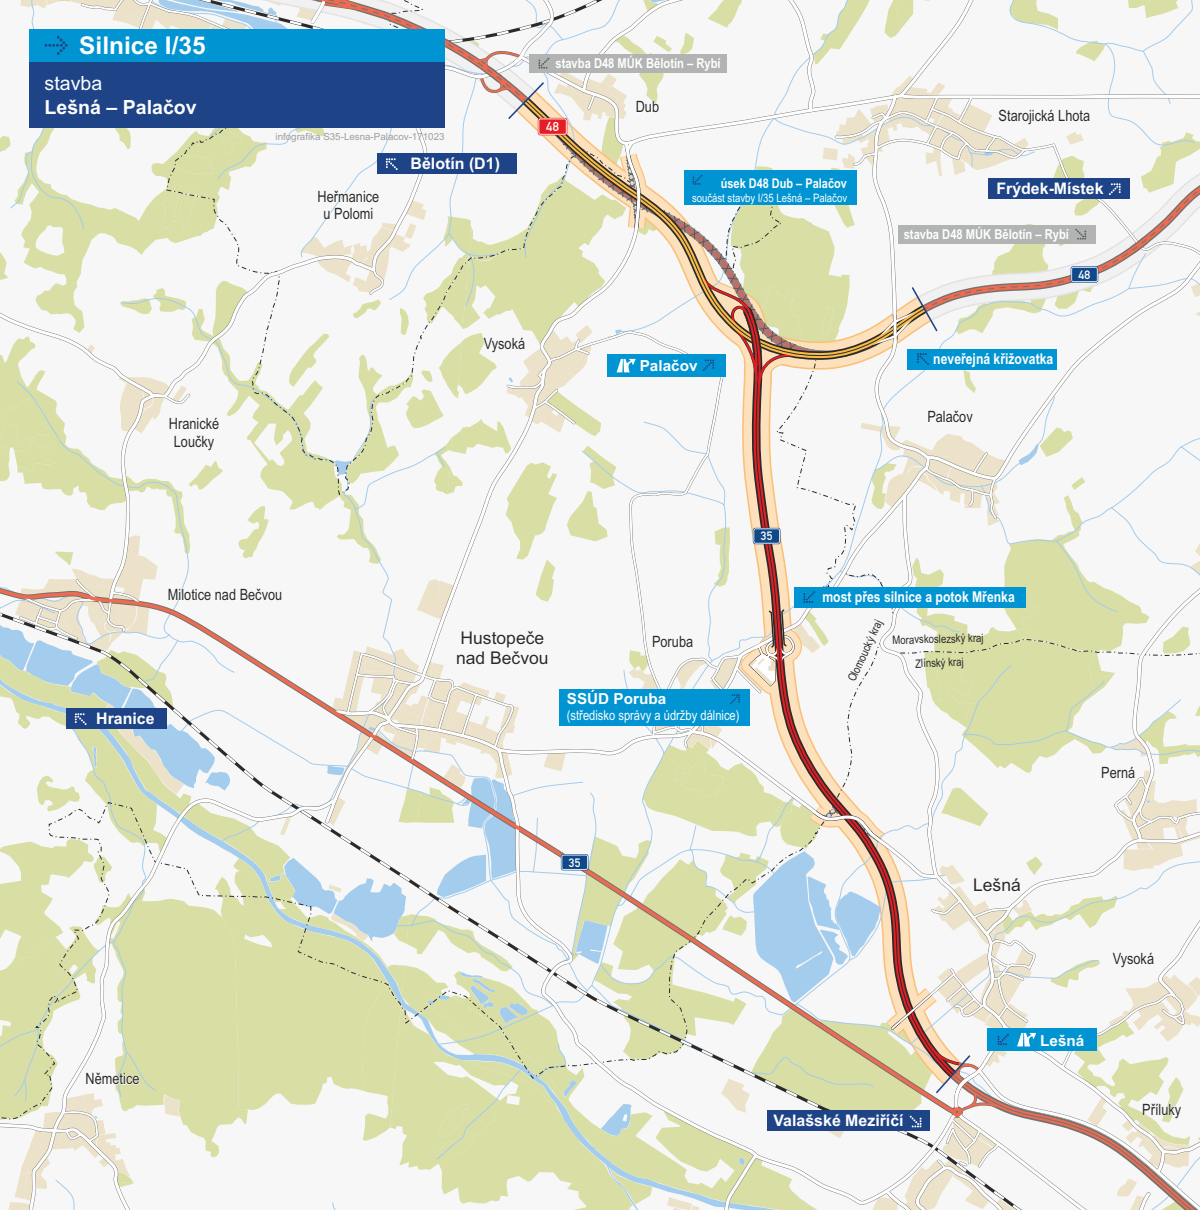 Silnice I/35
stavba
Lešná – Palačov
infografika S35-Lesna-Palacov-171023
stavba D48 MÚK Bělotín – Rybí
Dub
48
Starojická Lhota
Bělotín (D1)
Heřmanice
u Polomi
úsek D48 Dub – Palačov
součást stavby I/35 Lešná – Palačov
Frýdek-Místek
stavba D48 MÚK Bělotín – Rybí
48
Vysoká
Palačov
neveřejná křižovatka
Hranické
Loučky
Palačov
35
Milotice nad Bečvou
most přes silnice a potok Mřenka
Hustopeče
nad Bečvou
Poruba
Olomoucký kraj
Moravskoslezský kraj
Zlínský kraj
SSÚD Poruba
(středisko správy a údržby dálnice)
Hranice
Perná
35
Lešná
Vysoká
Lešná
Němetice
Valašské Meziříčí
Příluky